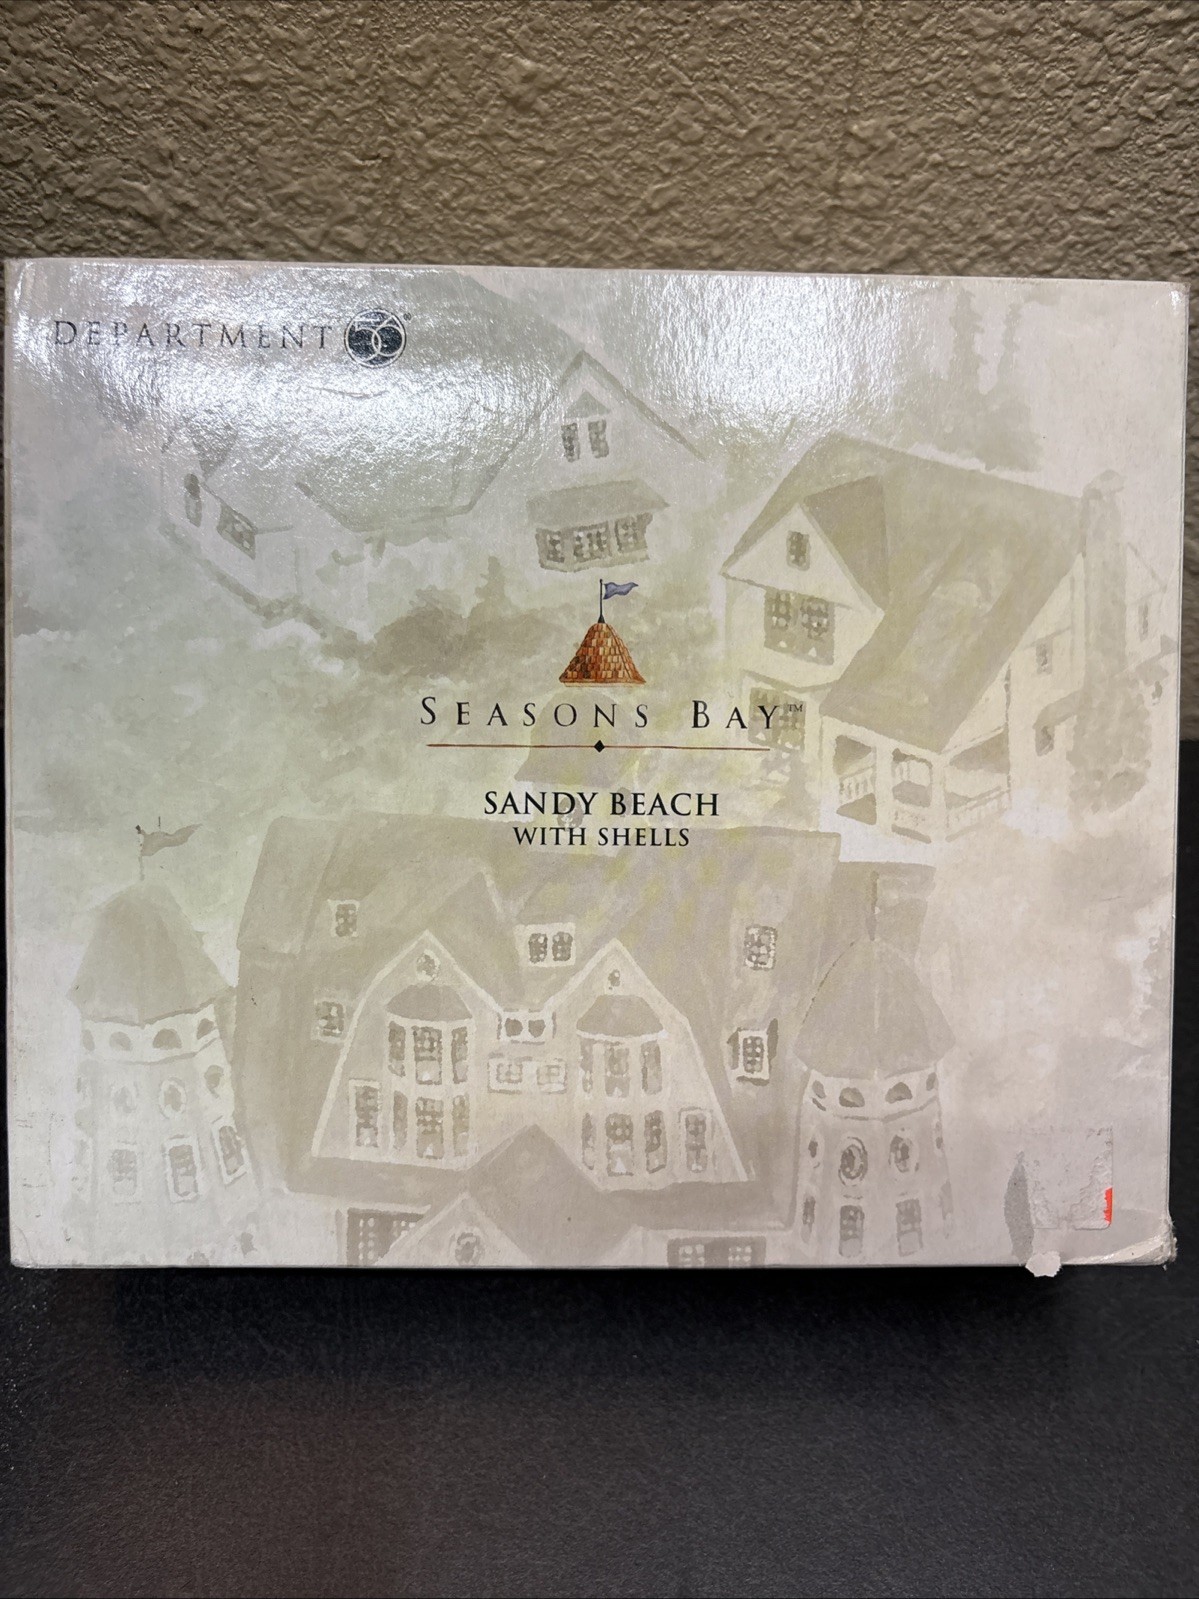 DEPARTMENT 56®
SEASONS BAY™
SANDY BEACH
WITH SHELLS